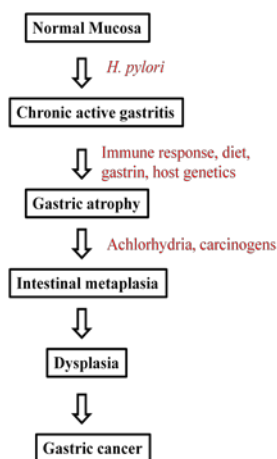 Normal Mucosa
H. pylori
Chronic active gastritis
Immune response, diet,
gastrin, host genetics
Gastric atrophy
Achlorhydria, carcinogens
Intestinal metaplasia
Dysplasia
Gastric cancer